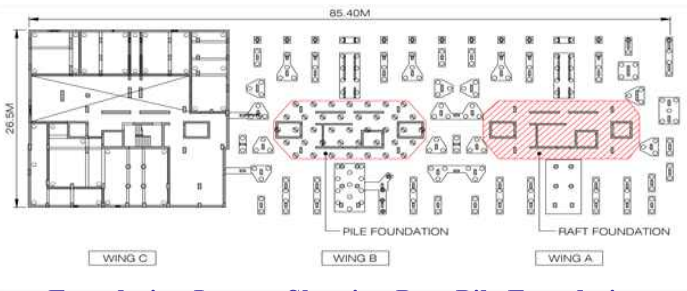 85.40M
26.5M
PILE FOUNDATION
RAFT FOUNDATION
WING C
WING B
WING A